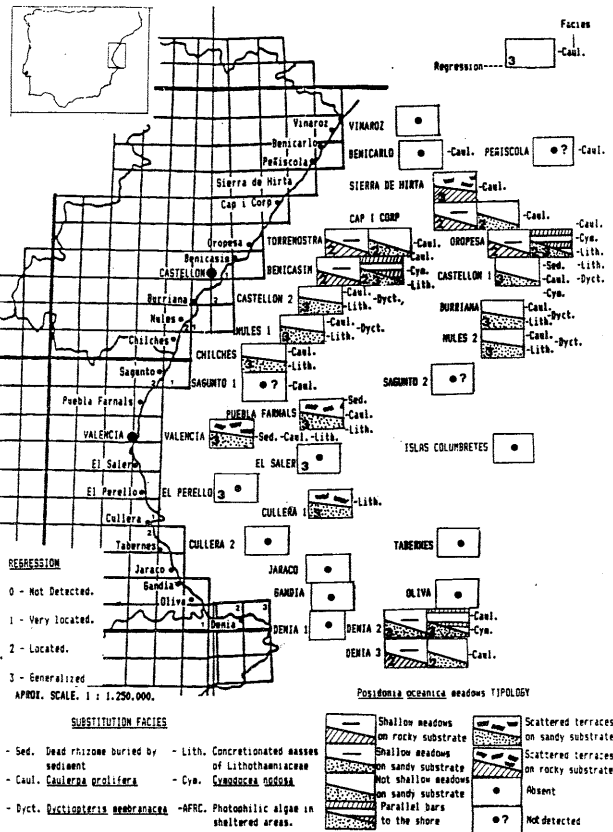 Facies
Regression---- 3 -Caul.
Vinaroz VINAROZ
Benicarlo BENICARLO -Caul. PEÑISCOLA ? -Caul.
Peñiscola
SIERRA DE HIRTA 3 -Caul.
Sierra de Hirta
Cap i Corp CAP I CORP 2 2 -Caul.
Oropesa TORREMOSTRA -Caul. OROPESA -Caul. -Cym. -Lith.
Benicasim BENICASIM -Caul. -Cym. -Lith.
CASTELLON CASTELLON 1 -Sed. -Lith. -Caul. -Dyct. -Cym.
CASTELLON 2 -Caul. -Dyct. -Lith.
Burriana BURRIANA -Caul. -Dyct. -Lith.
Nules NULES 1 -Caul. -Dyct. -Lith. NULES 2 -Caul. -Dyct. -Lith.
Chilches CHILCHES -Caul. -Lith.
Sagunto SAGUNTO 1 ? -Caul. SAGUNTO 2 ?
Puebla Farnals PUEBLA FARNALS Sed. -Caul. -Lith.
VALENCIA VALENCIA 3 -Sed. -Caul. -Lith. ISLAS COLUMBRETES
El Saler EL SALER 3
El Perello EL PERELLO 3
Cullera CULLERA 1 -Lith.
CULLERA 2 TABERNES
Tabernes
Jaraco JARACO
Gandia GANDIA OLIVA
Oliva
Denia DENIA 1 DENIA 2 -Caul. -Cym.
DENIA 3 -Caul.
REGRESSION
0 - Not Detected.
1 - Very located.
2 - Located.
3 - Generalized
APROX. SCALE. 1 : 1.250.000.
SUBSTITUTION FACIES
- Sed. Dead rhizome buried by sediment
- Caul. Caulerpa prolifera
- Dyct. Dyctiopteris membranacea
- Lith. Concretionated masses of Lithothamniaceae
- Cym. Cymodocea nodosa
-AFRC. Photophilic algae in sheltered areas.
Posidonia oceanica meadows TIPOLOGY
Shallow meadows on rocky substrate
Shallow meadows on sandy substrate
Not shallow meadows on sandy substrate
Parallel bars to the shore
Scattered terraces on sandy substrate
Scattered terraces on rocky substrate
Absent
? Not detected